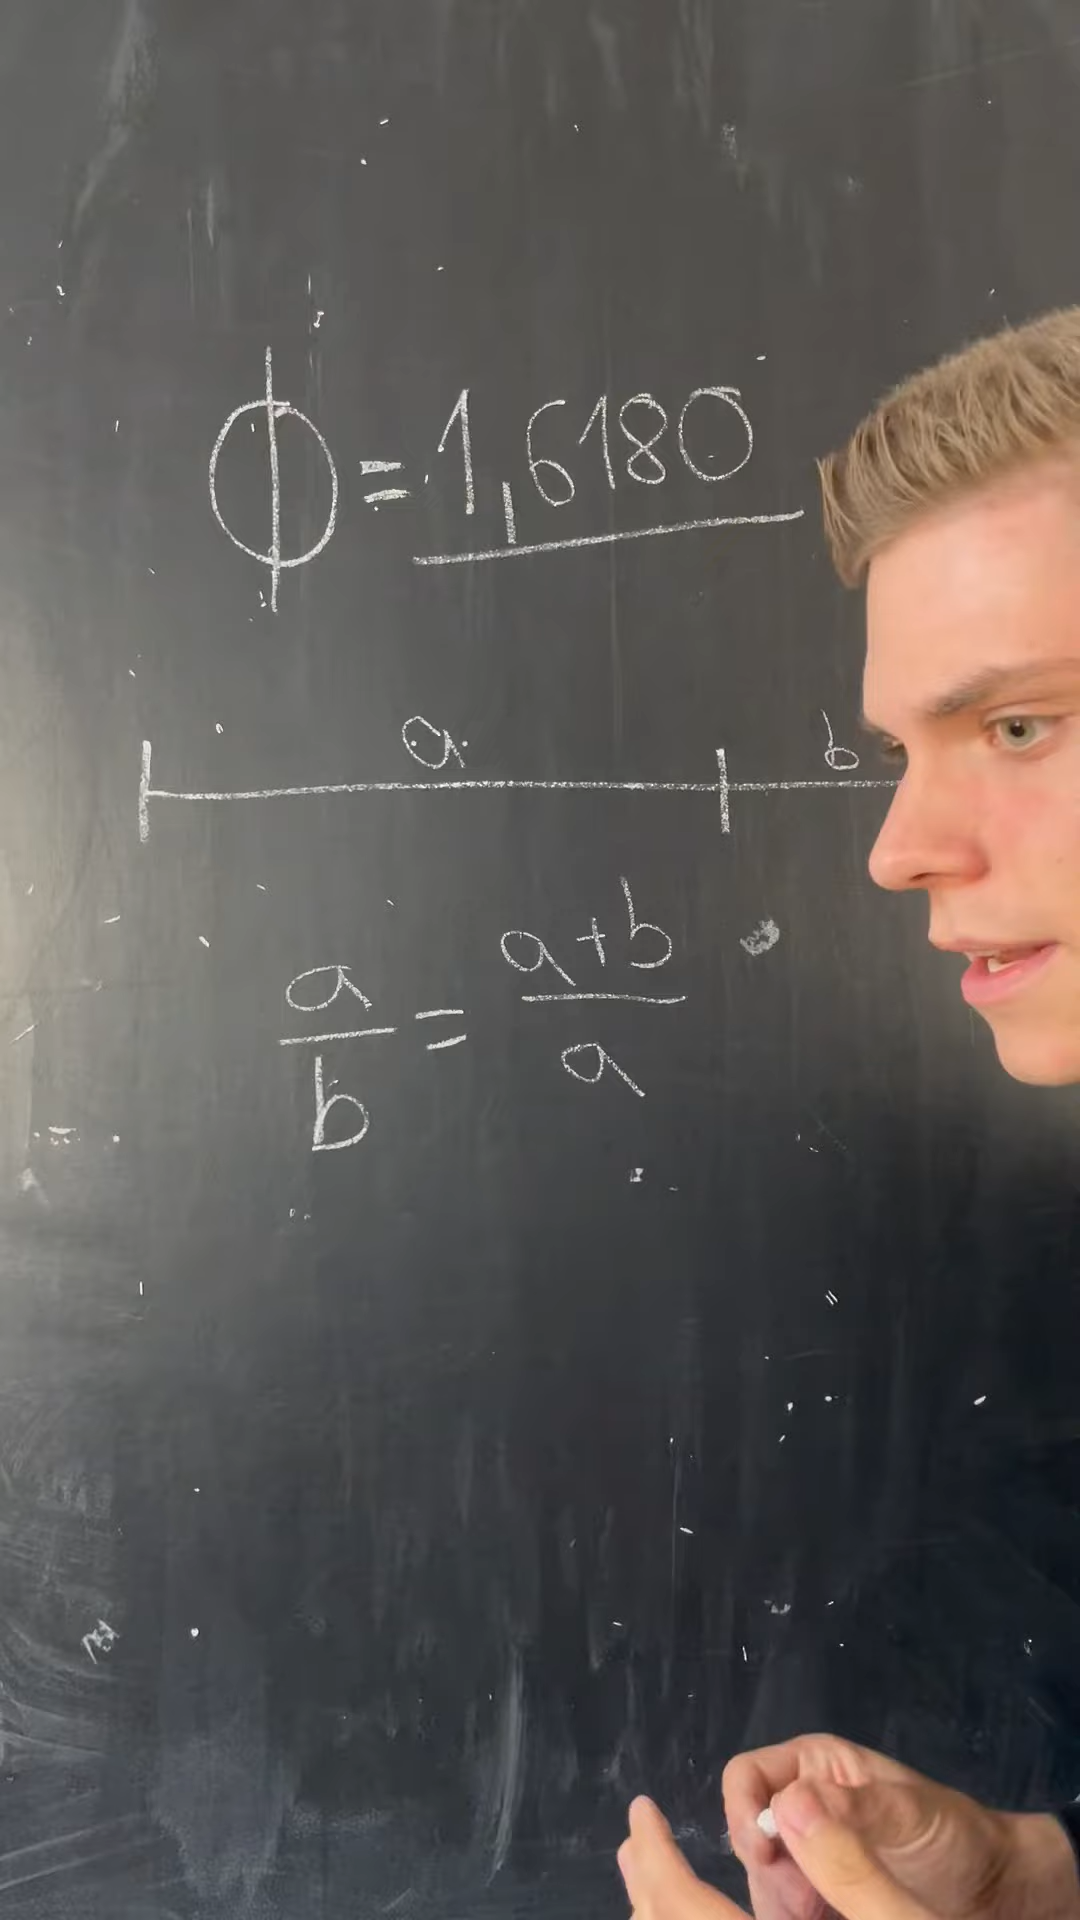 Φ = 1,6180
a b
a/b = a+b/a